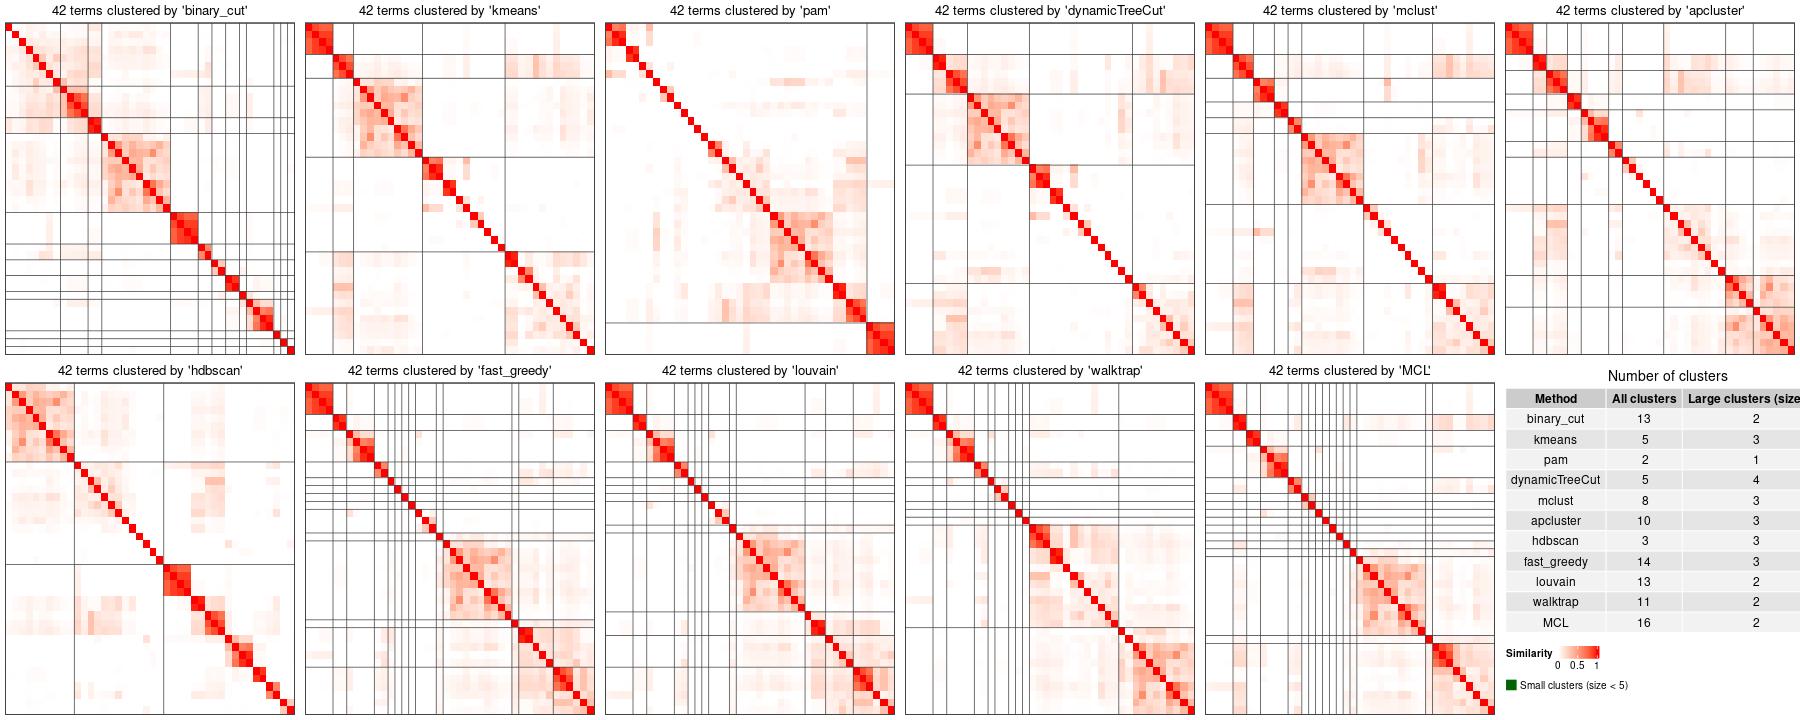 42 terms clustered by 'binary_cut'
42 terms clustered by 'kmeans'
42 terms clustered by 'pam'
42 terms clustered by 'dynamicTreeCut'
42 terms clustered by 'mclust'
42 terms clustered by 'apcluster'
42 terms clustered by 'hdbscan'
42 terms clustered by 'fast_greedy'
42 terms clustered by 'louvain'
42 terms clustered by 'walktrap'
42 terms clustered by 'MCL'
Number of clusters
Method All clusters Large clusters (size
binary_cut 13 2
kmeans 5 3
pam 2 1
dynamicTreeCut 5 4
mclust 8 3
apcluster 10 3
hdbscan 3 3
fast_greedy 14 3
louvain 13 2
walktrap 11 2
MCL 16 2
Similarity
0 0.5 1
Small clusters (size < 5)